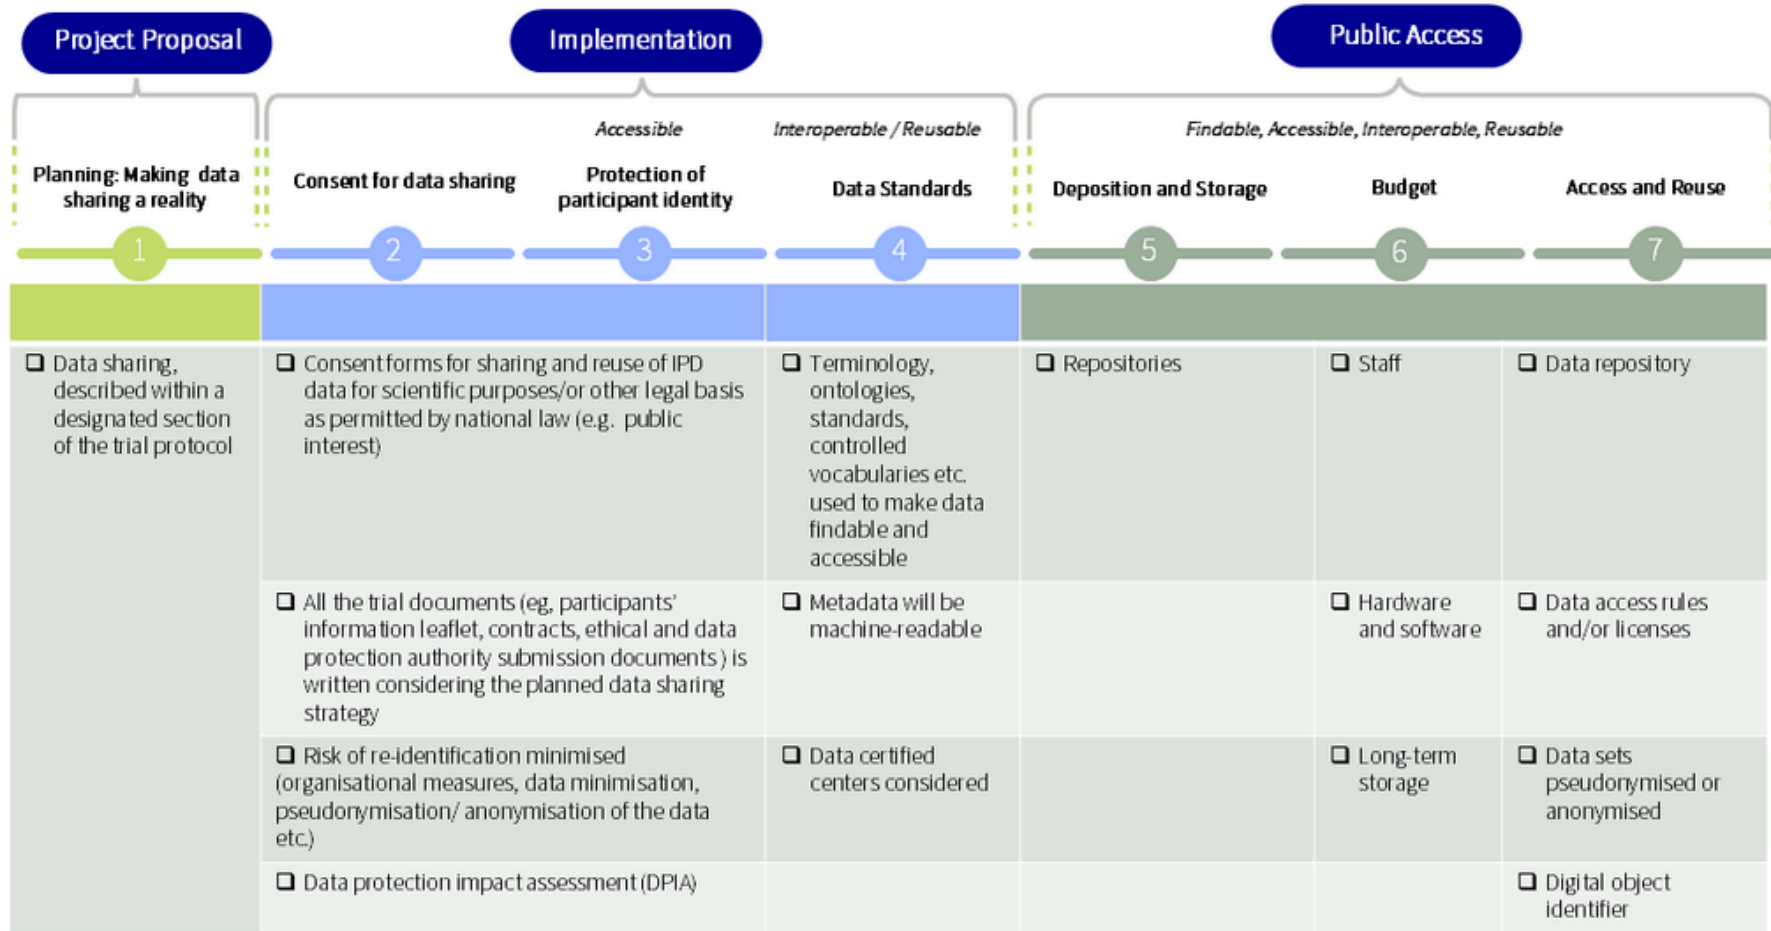 Project Proposal
Implementation
Public Access
Accessible
Interoperable / Reusable
Findable, Accessible, Interoperable, Reusable
Planning: Making data
sharing a reality
Consent for data sharing
Protection of
participant identity
Data Standards
Deposition and Storage
Budget
Access and Reuse
1
2
3
4
5
6
7
Data sharing,
described within a
designated section
of the trial protocol
Consent forms for sharing and reuse of IPD
data for scientific purposes/or other legal basis
as permitted by national law (e.g. public
interest)
Terminology,
ontologies,
standards,
controlled
vocabularies etc.
used to make data
findable and
accessible
Repositories
Staff
Data repository
All the trial documents (eg, participants'
information leaflet, contracts, ethical and data
protection authority submission documents ) is
written considering the planned data sharing
strategy
Metadata will be
machine-readable
Hardware
and software
Data access rules
and/or licenses
Risk of re-identification minimised
(organisational measures, data minimisation,
pseudonymisation/ anonymisation of the data
etc.)
Data certified
centers considered
Long-term
storage
Data sets
pseudonymised or
anonymised
Data protection impact assessment (DPIA)
Digital object
identifier